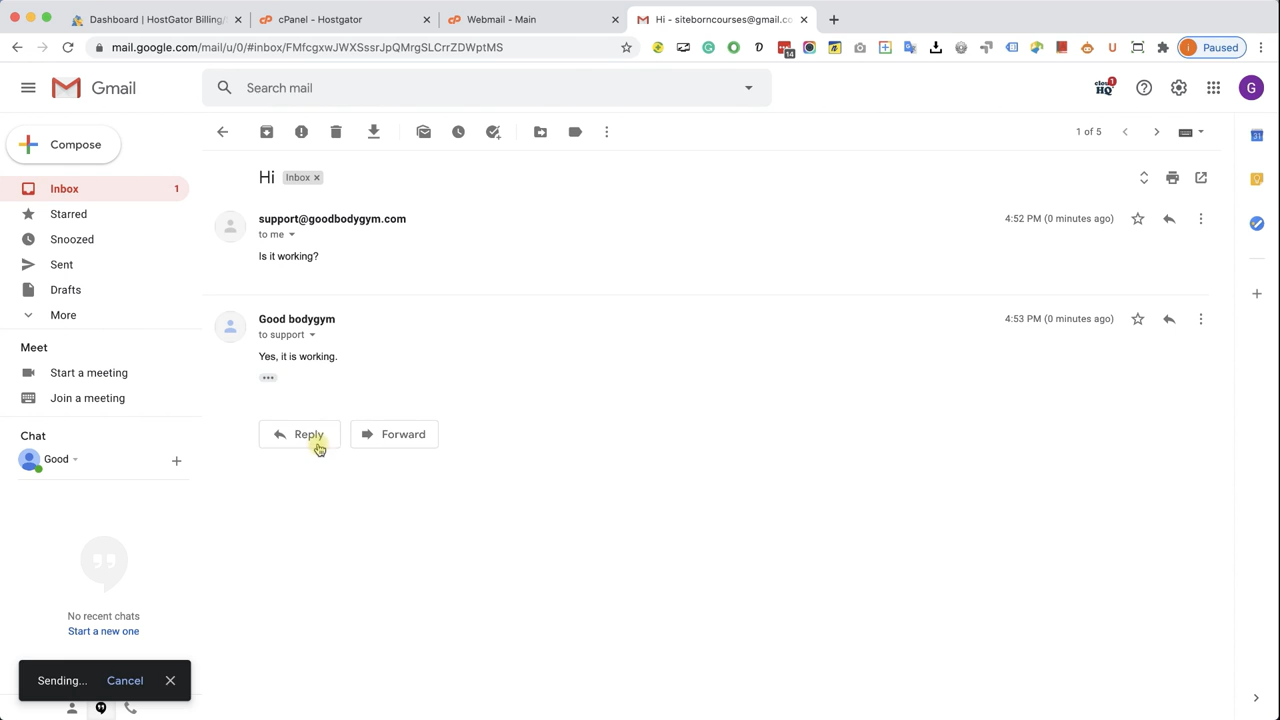 Dashboard | HostGator Billing/
cPanel - Hostgator
Webmail - Main
Hi - siteborncourses@gmail.co
mail.google.com/mail/u/0/#inbox/FMfcgxwJWXSssrJpQMrgSLCrrZDWptMS
14
Paused
Gmail
Search mail
1
G
Compose
1 of 5
31
Inbox 1
Hi Inbox
Starred
Snoozed
Sent
Drafts
More
support@goodbodygym.com 4:52 PM (0 minutes ago)
to me
Is it working?
Good bodygym 4:53 PM (0 minutes ago)
to support
Yes, it is working.
Reply Forward
Meet
Start a meeting
Join a meeting
Chat
Good
No recent chats
Start a new one
Sending... Cancel